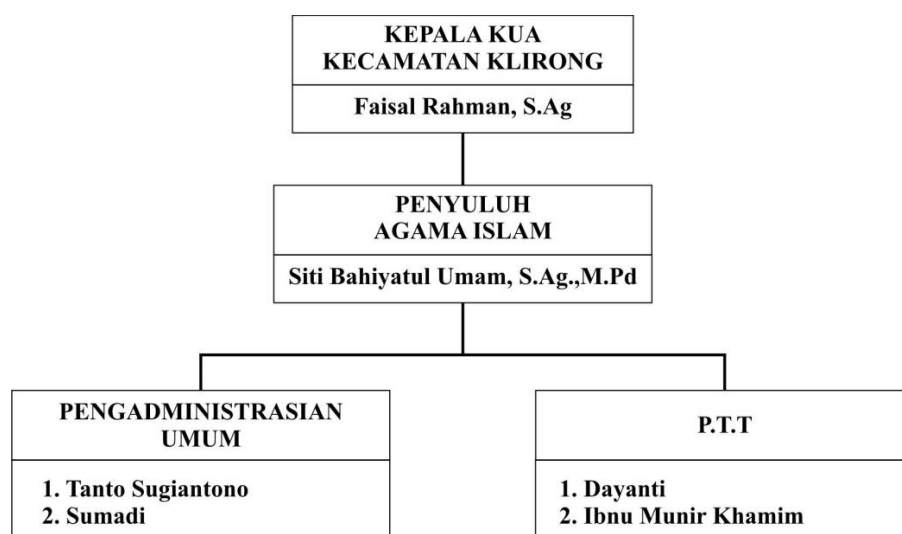 KEPALA KUA
KECAMATAN KLIRONG
Faisal Rahman, S.Ag
PENYULUH
AGAMA ISLAM
Siti Bahiyatul Umam, S.Ag.,M.Pd
PENGADMINISTRASIAN
UMUM
1. Tanto Sugiantono
2. Sumadi
P.T.T
1. Dayanti
2. Ibnu Munir Khamim